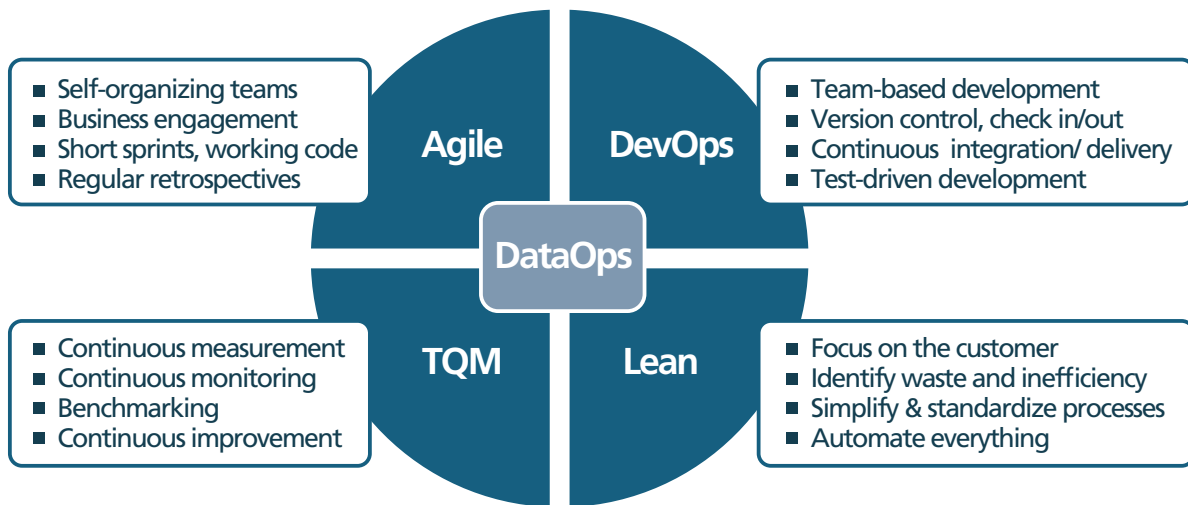 ■ Self-organizing teams
■ Business engagement
■ Short sprints, working code
■ Regular retrospectives
Agile
DevOps
■ Team-based development
■ Version control, check in/out
■ Continuous integration/ delivery
■ Test-driven development
DataOps
■ Continuous measurement
■ Continuous monitoring
■ Benchmarking
■ Continuous improvement
TQM
Lean
■ Focus on the customer
■ Identify waste and inefficiency
■ Simplify & standardize processes
■ Automate everything